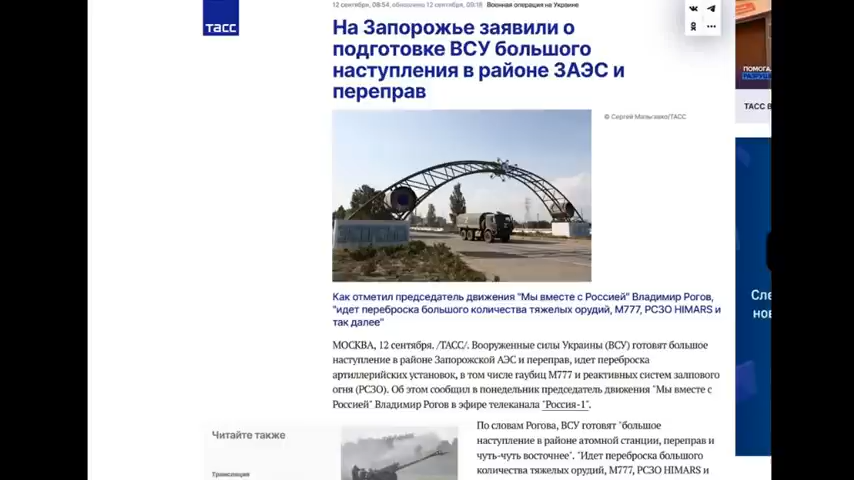 12 сентября, 08:54, обновлено 12 сентября, 09:18 Военная операция на Украине
ТАСС
На Запорожье заявили о
подготовке ВСУ большого
наступления в районе ЗАЭС и
переправ
© Сергей
ПОМОГА
ТАСС В
Как отметил председатель движения "Мы вместе с Россией" Владимир Рогов,
"идет переброска большого количества тяжелых орудий, М777, РСЗО HIMARS и
так далее"
МОСКВА, 12 сентября. /ТАСС/. Вооруженные силы Украины (ВСУ) готовят большое
наступление в районе Запорожской АЭС и переправ, идет переброска
артиллерийских установок, в том числе гаубиц М777 и реактивных систем залпового
огня (РСЗО). Об этом сообщил в понедельник председатель движения "Мы вместе с
Россией" Владимир Рогов в эфире телеканала "Россия-1".
Сле
нов
По словам Рогова, ВСУ готовят "большое
наступление в районе атомной станции, переправ и
чуть-чуть восточнее". "Идет переброска большого
количества тяжелых орудий, М777, РСЗО HIMARS и
Читайте также
Трансенция